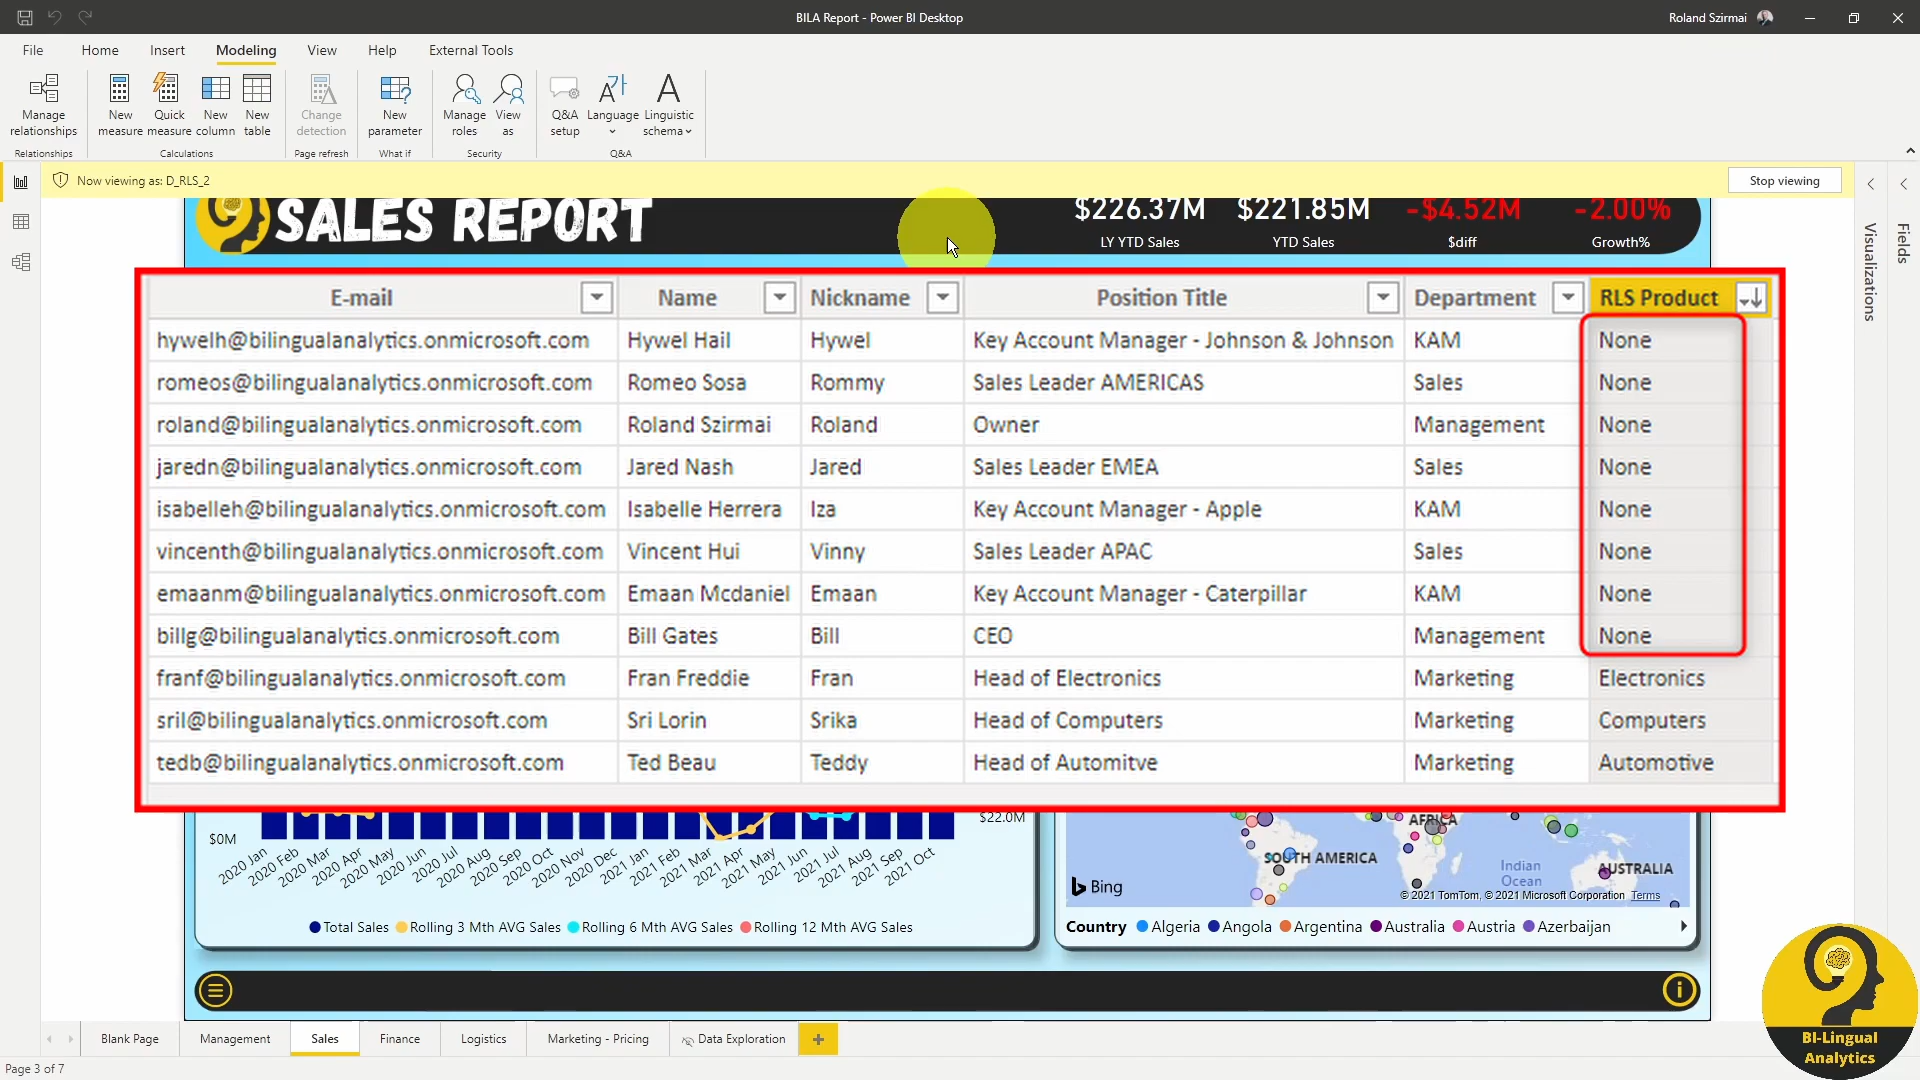 BILA Report - Power BI Desktop
Roland Szirmai
File Home Insert Modeling View Help External Tools
Manage relationships
New measure
Quick measure
New column
New table
Change detection
New parameter
Manage roles
View as
Q&A setup
Language
Linguistic schema
Relationships Calculations Page refresh What if Security Q&A
Now viewing as: D_RLS_2
Stop viewing
SALES REPORT
$226.37M $221.85M -$4.52M -2.00%
LY YTD Sales YTD Sales $diff Growth%
Visualizations
Fields
E-mail Name Nickname Position Title Department RLS Product
hywelh@bilingualanalytics.onmicrosoft.com Hywel Hail Hywel Key Account Manager - Johnson & Johnson KAM None
romeos@bilingualanalytics.onmicrosoft.com Romeo Sosa Rommy Sales Leader AMERICAS Sales None
roland@bilingualanalytics.onmicrosoft.com Roland Szirmai Roland Owner Management None
jaredn@bilingualanalytics.onmicrosoft.com Jared Nash Jared Sales Leader EMEA Sales None
isabelleh@bilingualanalytics.onmicrosoft.com Isabelle Herrera Iza Key Account Manager - Apple KAM None
vincenth@bilingualanalytics.onmicrosoft.com Vincent Hui Vinny Sales Leader APAC Sales None
emaanm@bilingualanalytics.onmicrosoft.com Emaan Mcdaniel Emaan Key Account Manager - Caterpillar KAM None
billg@bilingualanalytics.onmicrosoft.com Bill Gates Bill CEO Management None
franf@bilingualanalytics.onmicrosoft.com Fran Freddie Fran Head of Electronics Marketing Electronics
sril@bilingualanalytics.onmicrosoft.com Sri Lorin Srika Head of Computers Marketing Computers
tedb@bilingualanalytics.onmicrosoft.com Ted Beau Teddy Head of Automitve Marketing Automotive
$0M
$22.0M
2020 Jan 2020 Feb 2020 Mar 2020 Apr 2020 May 2020 Jun 2020 Jul 2020 Aug 2020 Sep 2020 Oct 2020 Nov 2020 Dec 2021 Jan 2021 Feb 2021 Mar 2021 Apr 2021 May 2021 Jun 2021 Jul 2021 Aug 2021 Sep 2021 Oct
Total Sales Rolling 3 Mth AVG Sales Rolling 6 Mth AVG Sales Rolling 12 Mth AVG Sales
AFRICA
SOUTH AMERICA
Indian Ocean
AUSTRALIA
Bing
© 2021 TomTom, © 2021 Microsoft Corporation Terms
Country Algeria Angola Argentina Australia Austria Azerbaijan
Blank Page Management Sales Finance Logistics Marketing - Pricing Data Exploration +
Page 3 of 7
BI-Lingual
Analytics